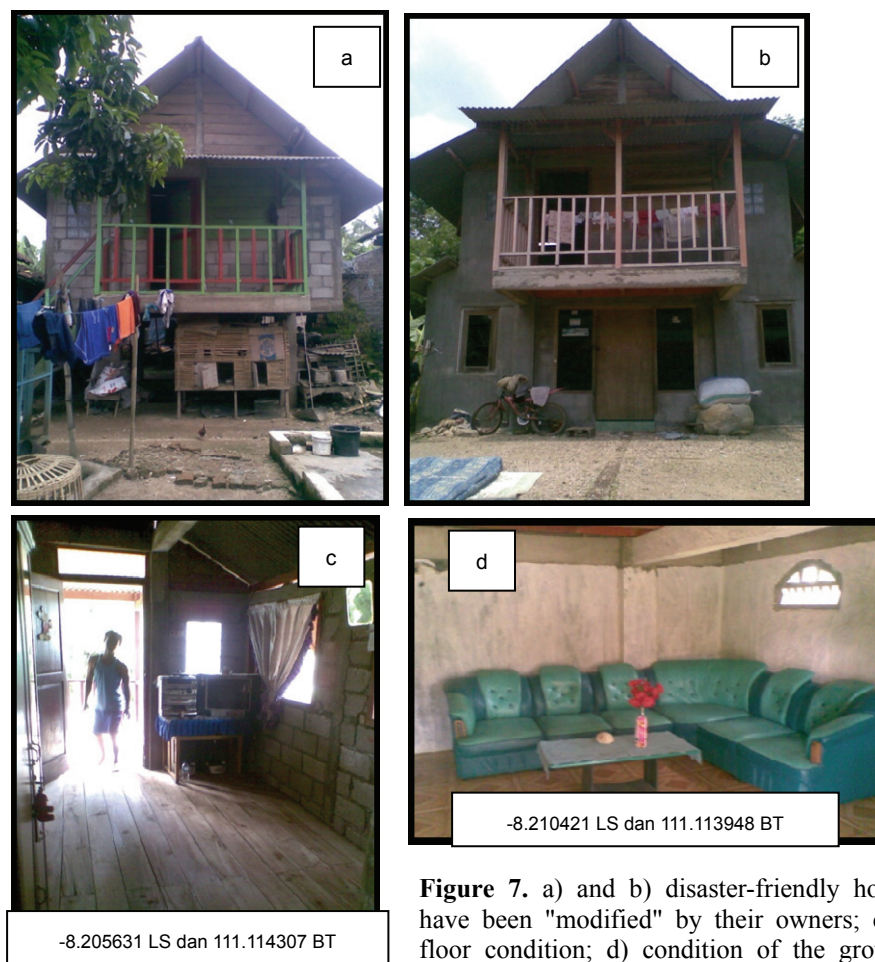 a
b
c
d
-8.210421 LS dan 111.113948 BT
-8.205631 LS dan 111.114307 BT
Figure 7. a) and b) disaster-friendly ho
have been "modified" by their owners; c
floor condition; d) condition of the grou